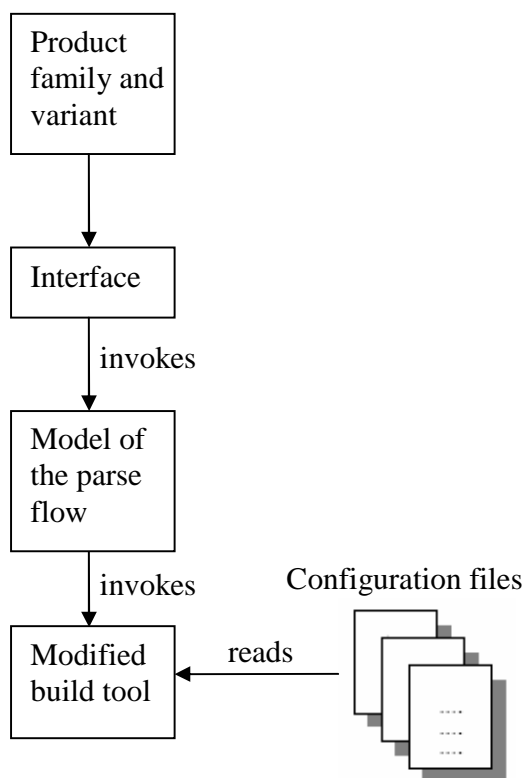 Product
family and
variant
Interface
invokes
Model of
the parse
flow
invokes
Configuration files
Modified
build tool
reads